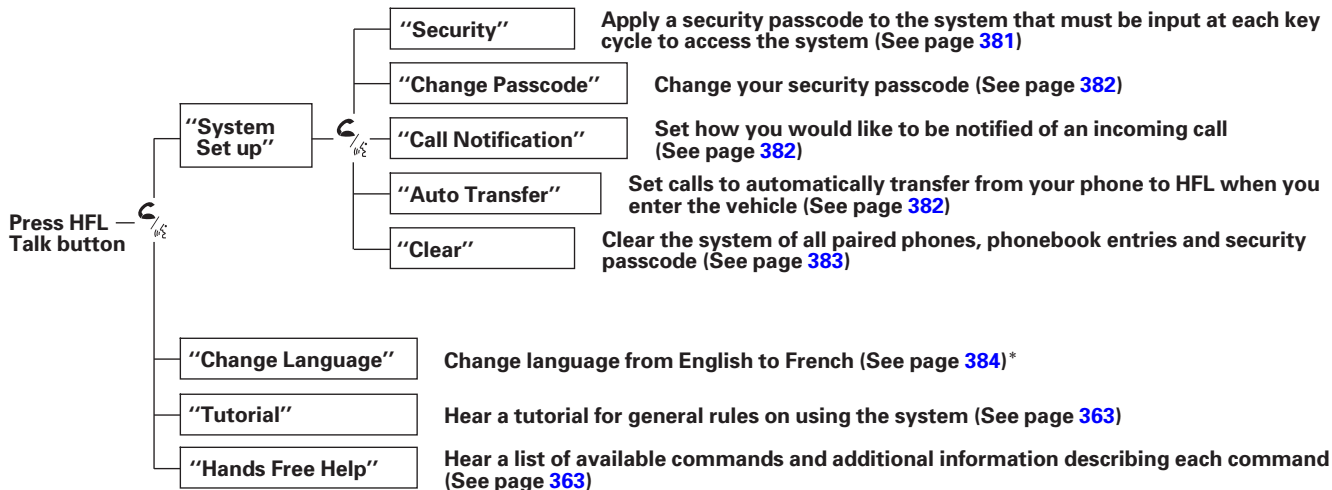 "Security"
Apply a security passcode to the system that must be input at each key
cycle to access the system (See page 381)
"Change Passcode"
Change your security passcode (See page 382)
"System
Set up"
"Call Notification"
Set how you would like to be notified of an incoming call
(See page 382)
"Auto Transfer"
Set calls to automatically transfer from your phone to HFL when you
enter the vehicle (See page 382)
Press HFL
Talk button
"Clear"
Clear the system of all paired phones, phonebook entries and security
passcode (See page 383)
"Change Language"
Change language from English to French (See page 384)*
"Tutorial"
Hear a tutorial for general rules on using the system (See page 363)
"Hands Free Help"
Hear a list of available commands and additional information describing each command
(See page 363)